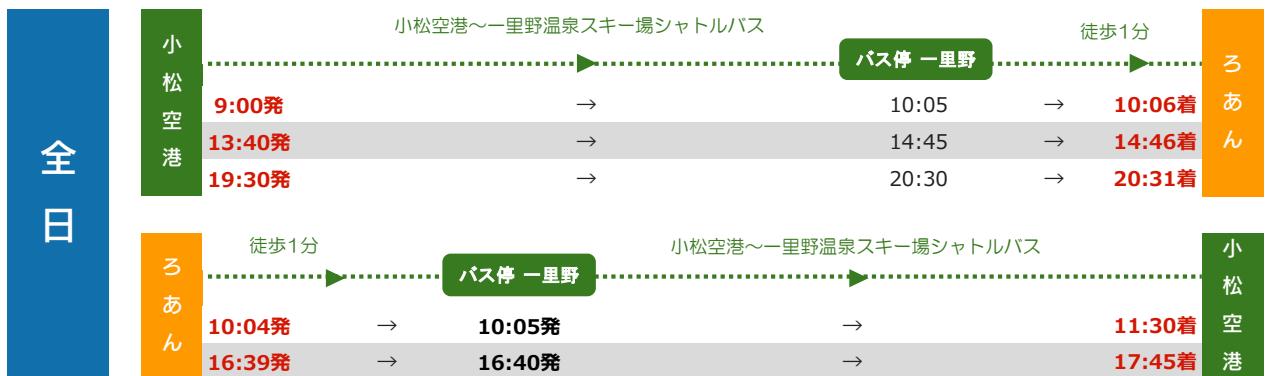 全日
小松空港～一里野温泉スキー場シャトルバス
徒歩1分
小松空港
バス停 一里野
ろあん
9:00発 → 10:05 → 10:06着
13:40発 → 14:45 → 14:46着
19:30発 → 20:30 → 20:31着
徒歩1分
小松空港～一里野温泉スキー場シャトルバス
ろあん
バス停 一里野
小松空港
10:04発 → 10:05発 → 11:30着
16:39発 → 16:40発 → 17:45着